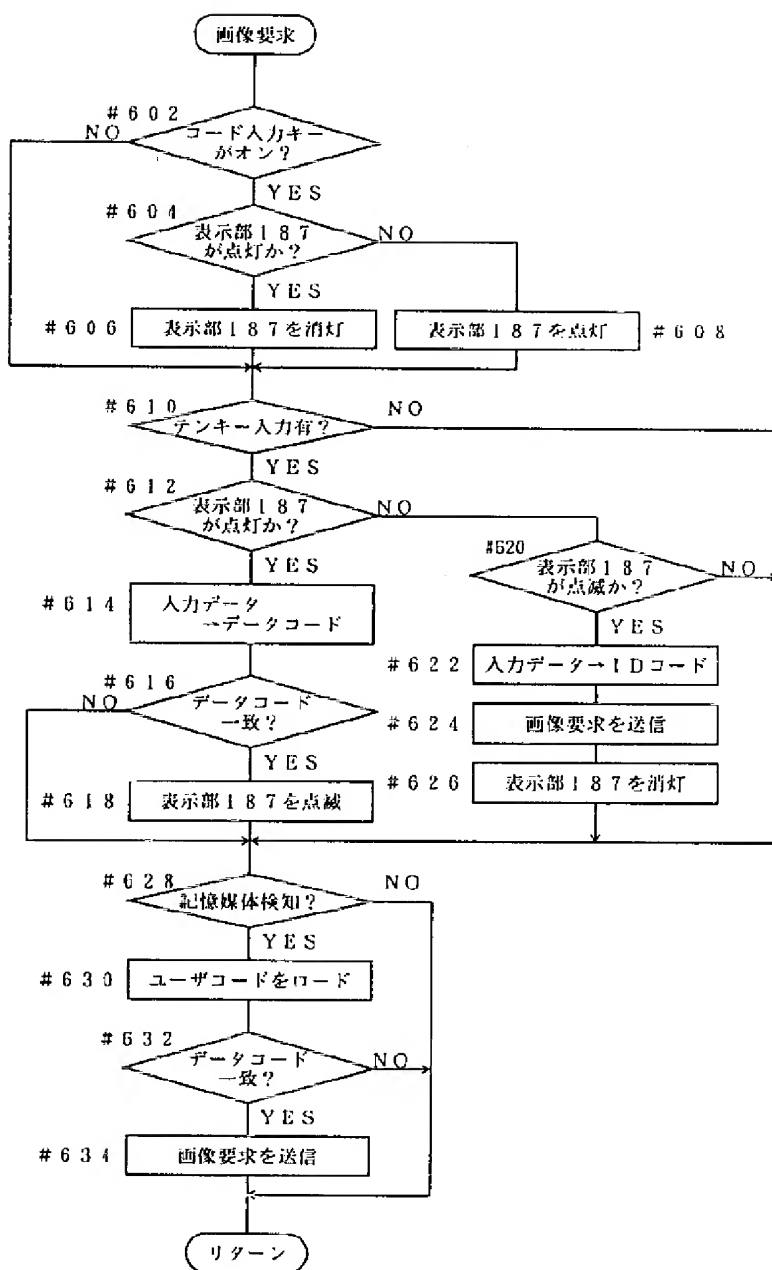 画像要求
#602
NO
コード入力キー
がオン?
YES
#604
表示部187
が点灯か?
NO
YES
#606
表示部187を消灯
表示部187を点灯
#608
#610
テンキー入力有?
NO
YES
#612
表示部187
が点灯か?
NO
YES
#620
表示部187
が点滅か?
NO
YES
#614
入力データ
→データコード
#622
入力データ→IDコード
#616
NO
データコード
一致?
YES
#624
画像要求を送信
#618
表示部187を点滅
#626
表示部187を消灯
#628
記憶媒体検知?
NO
YES
#630
ユーザコードをロード
#632
データコード
一致?
NO
YES
#634
画像要求を送信
リターン